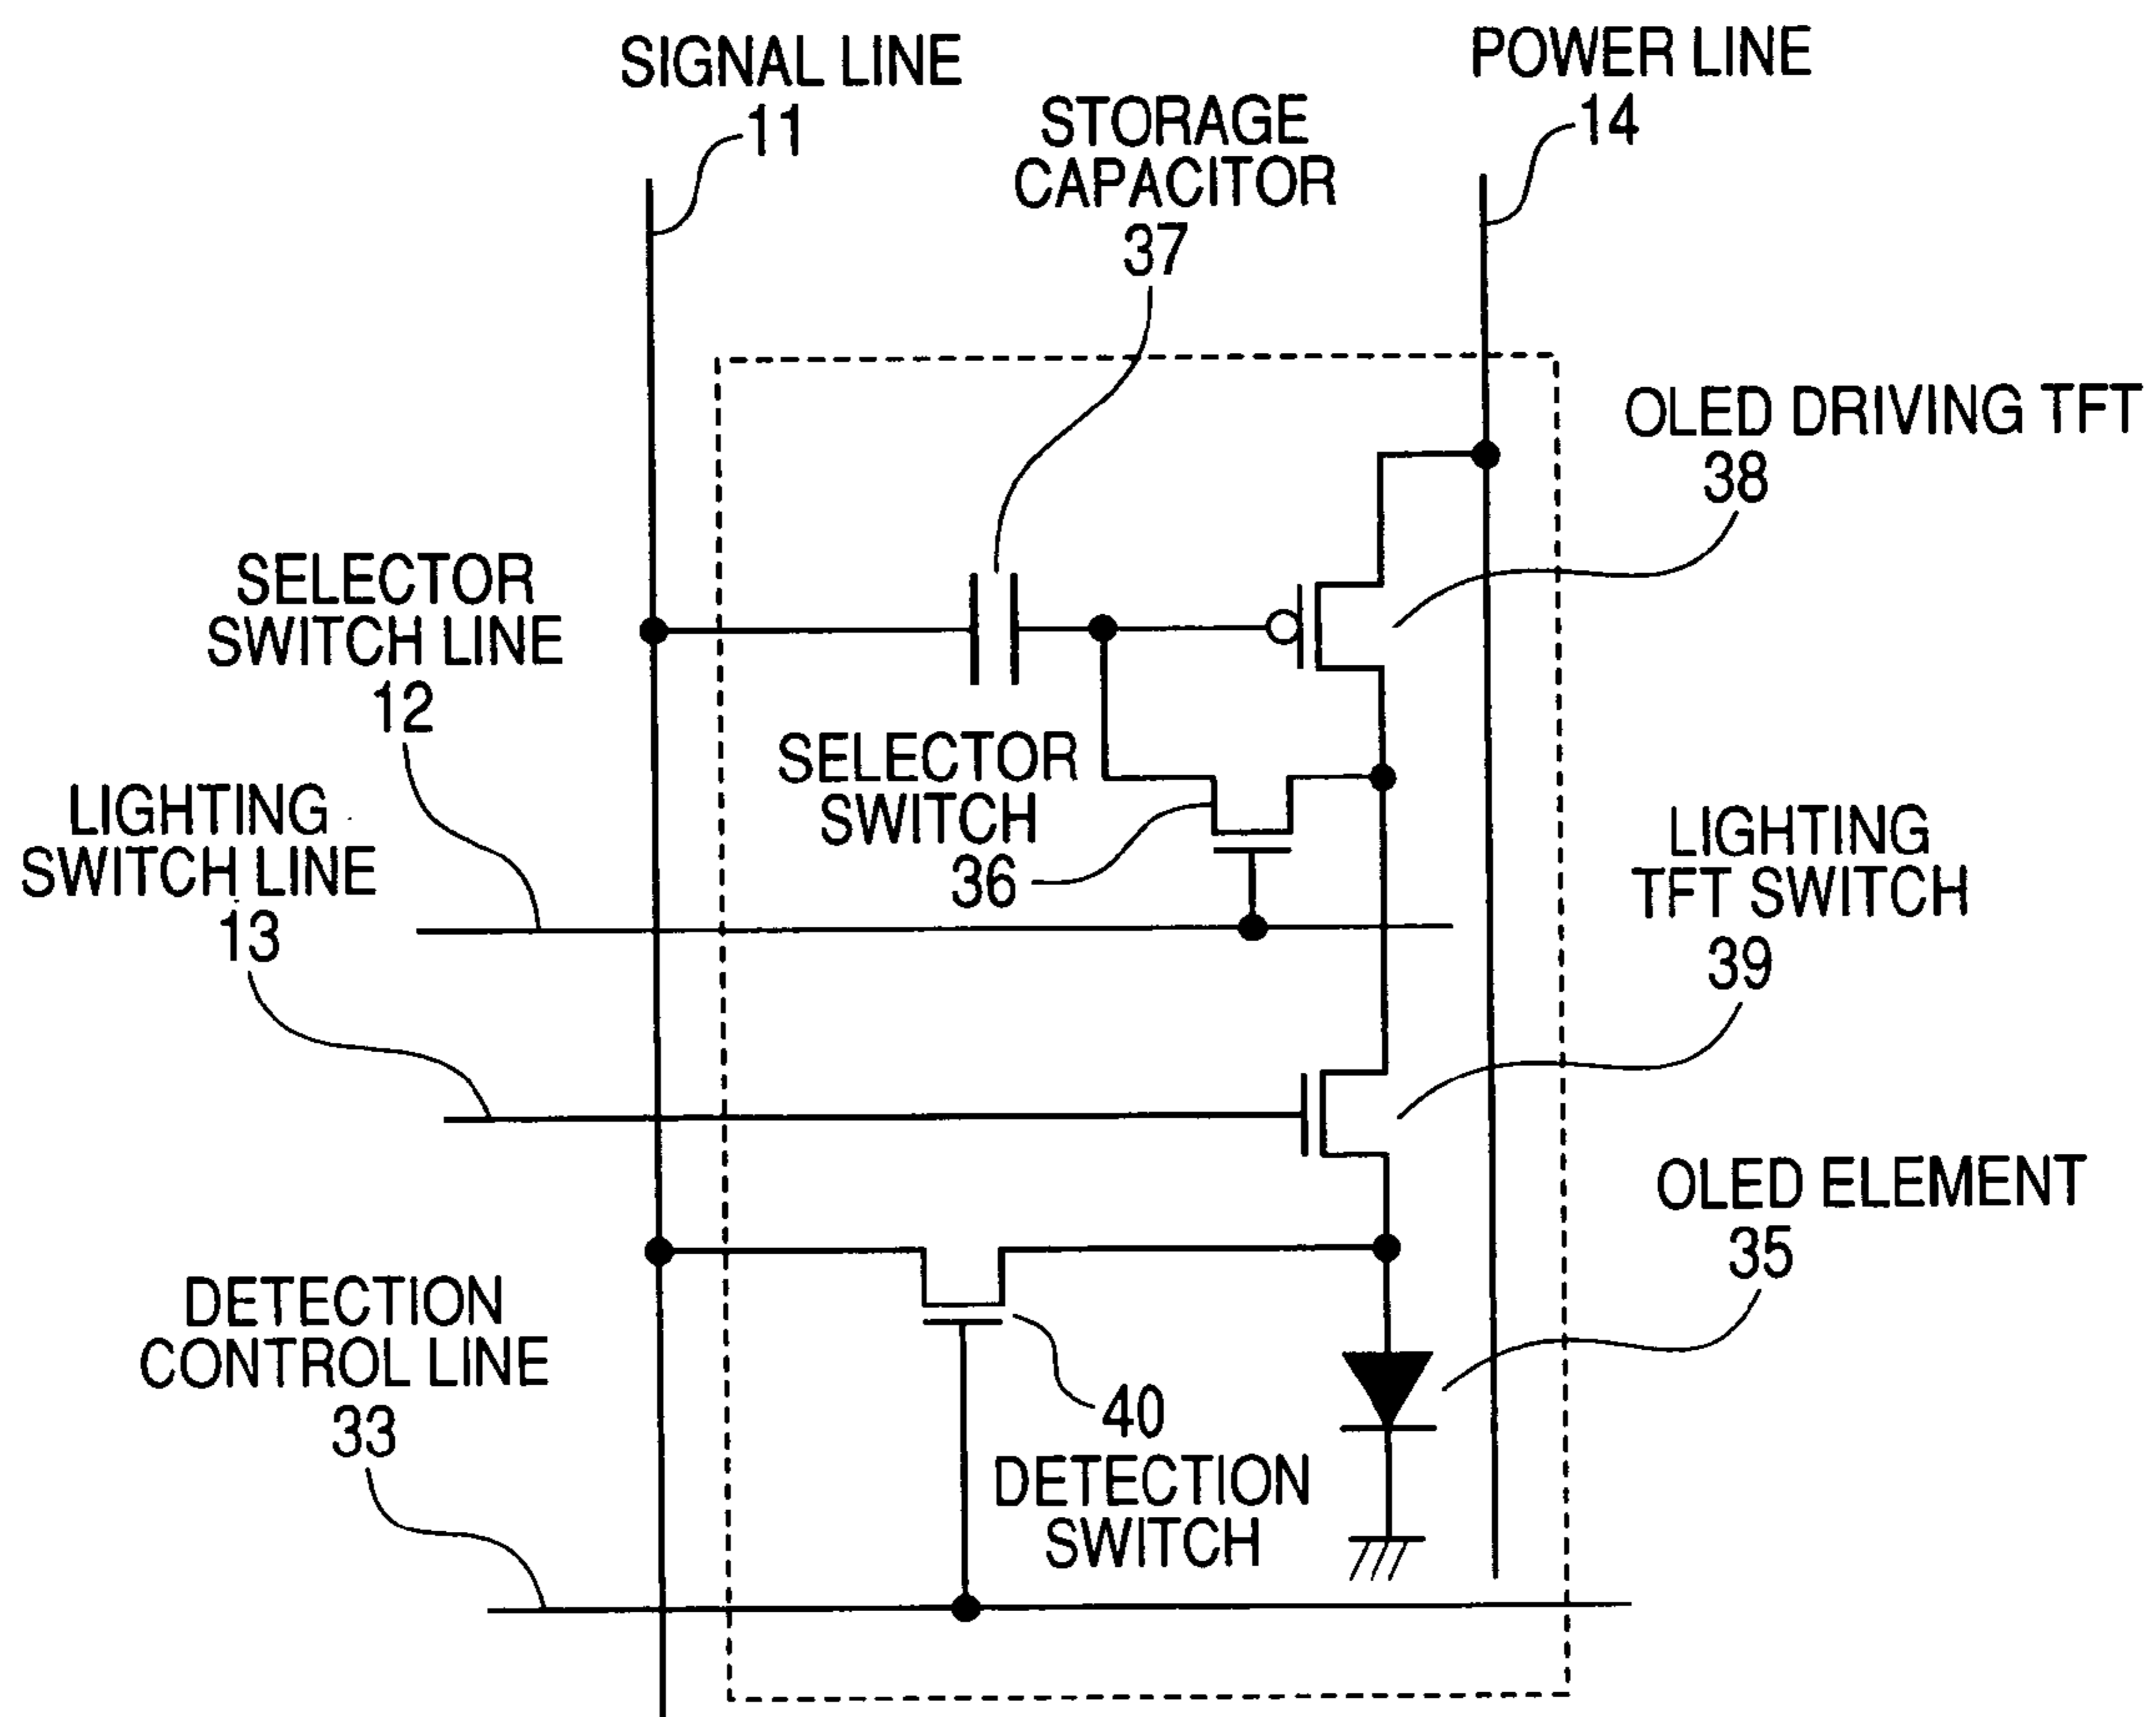 SIGNAL LINE
11
POWER LINE
14
STORAGE
CAPACITOR
37
OLED DRIVING TFT
38
SELECTOR
SWITCH LINE
12
SELECTOR
SWITCH
36
LIGHTING
SWITCH LINE
13
LIGHTING
TFT SWITCH
39
OLED ELEMENT
35
DETECTION
CONTROL LINE
33
40
DETECTION
SWITCH